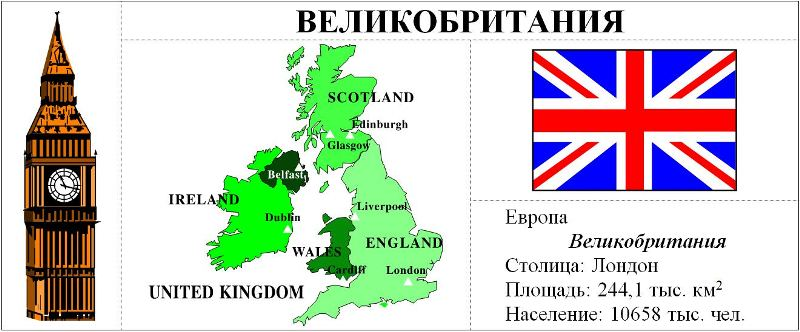 ВЕЛИКОБРИТАНИЯ
SCOTLAND
Edinburgh
Glasgow
Belfast
IRELAND
Dublin
Liverpool
WALES
ENGLAND
Cardiff
London
UNITED KINGDOM
Европа
Великобритания
Столица: Лондон
Площадь: 244,1 тыс. км²
Население: 10658 тыс. чел.